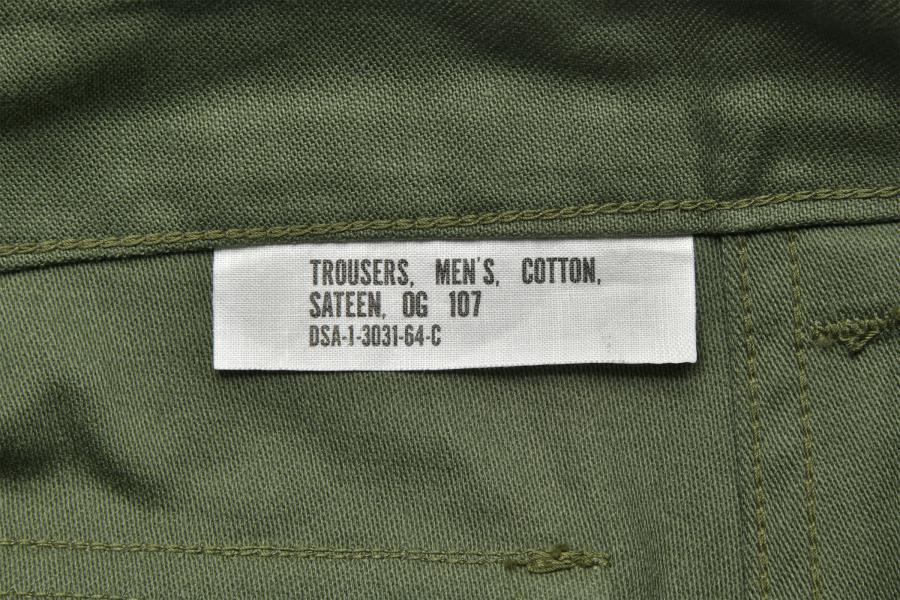 TROUSERS, MEN'S, COTTON,
SATEEN, OG 107
DSA-1-3031-64-C